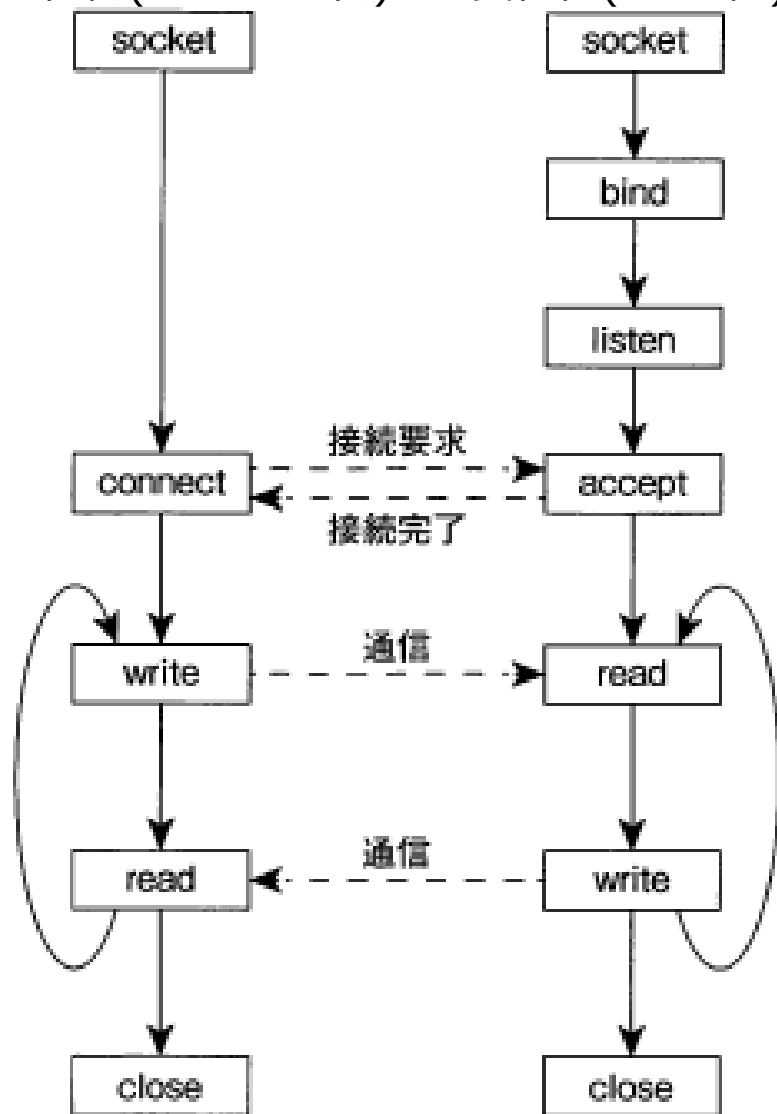 socket
socket
bind
listen
接続要求
connect
accept
接続完了
通信
write
read
通信
read
write
close
close